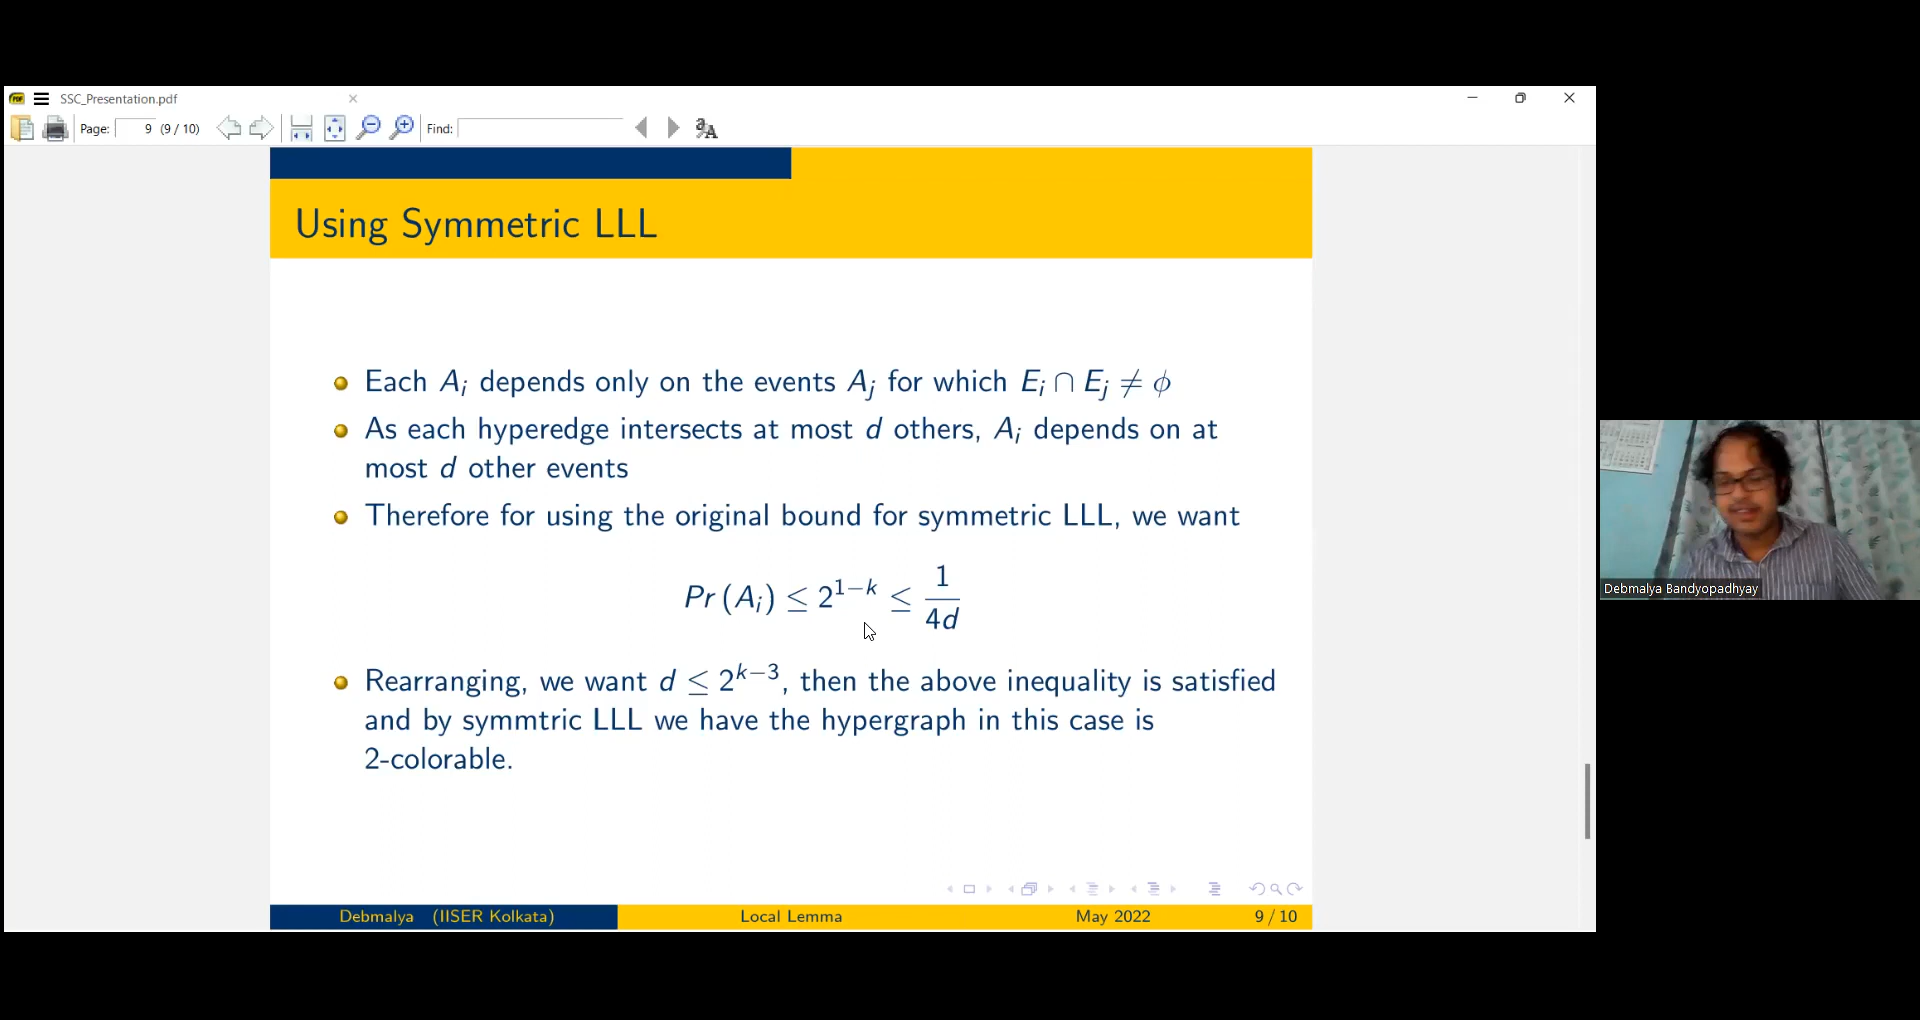 SSC_Presentation.pdf
Page: 9 (9 / 10) Find:
Using Symmetric LLL
Each A_i depends only on the events A_j for which E_i ∩ E_j ≠ ϕ
As each hyperedge intersects at most d others, A_i depends on at
most d other events
Therefore for using the original bound for symmetric LLL, we want
Pr (A_i) ≤ 2^{1−k} ≤ 1/4d
Rearranging, we want d ≤ 2^{k−3}, then the above inequality is satisfied
and by symmtric LLL we have the hypergraph in this case is
2-colorable.
Debmalya (IISER Kolkata) Local Lemma May 2022 9 / 10
Debmalya Bandyopadhyay